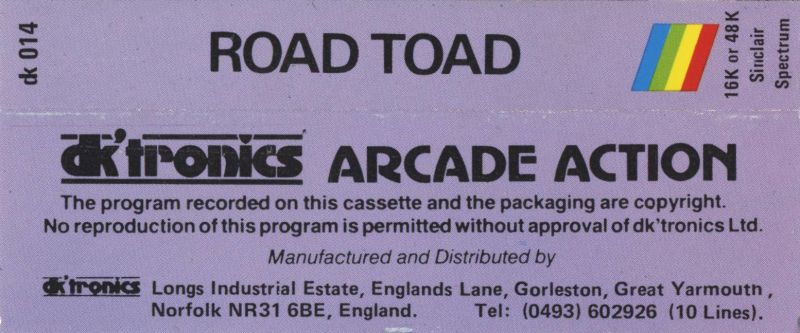 dk 014
ROAD TOAD
16K or 48K
Sinclair
Spectrum
dk'tronics ARCADE ACTION
The program recorded on this cassette and the packaging are copyright.
No reproduction of this program is permitted without approval of dk'tronics Ltd.
Manufactured and Distributed by
dk'tronics Longs Industrial Estate, Englands Lane, Gorleston, Great Yarmouth,
Norfolk NR31 6BE, England. Tel: (0493) 602926 (10 Lines).